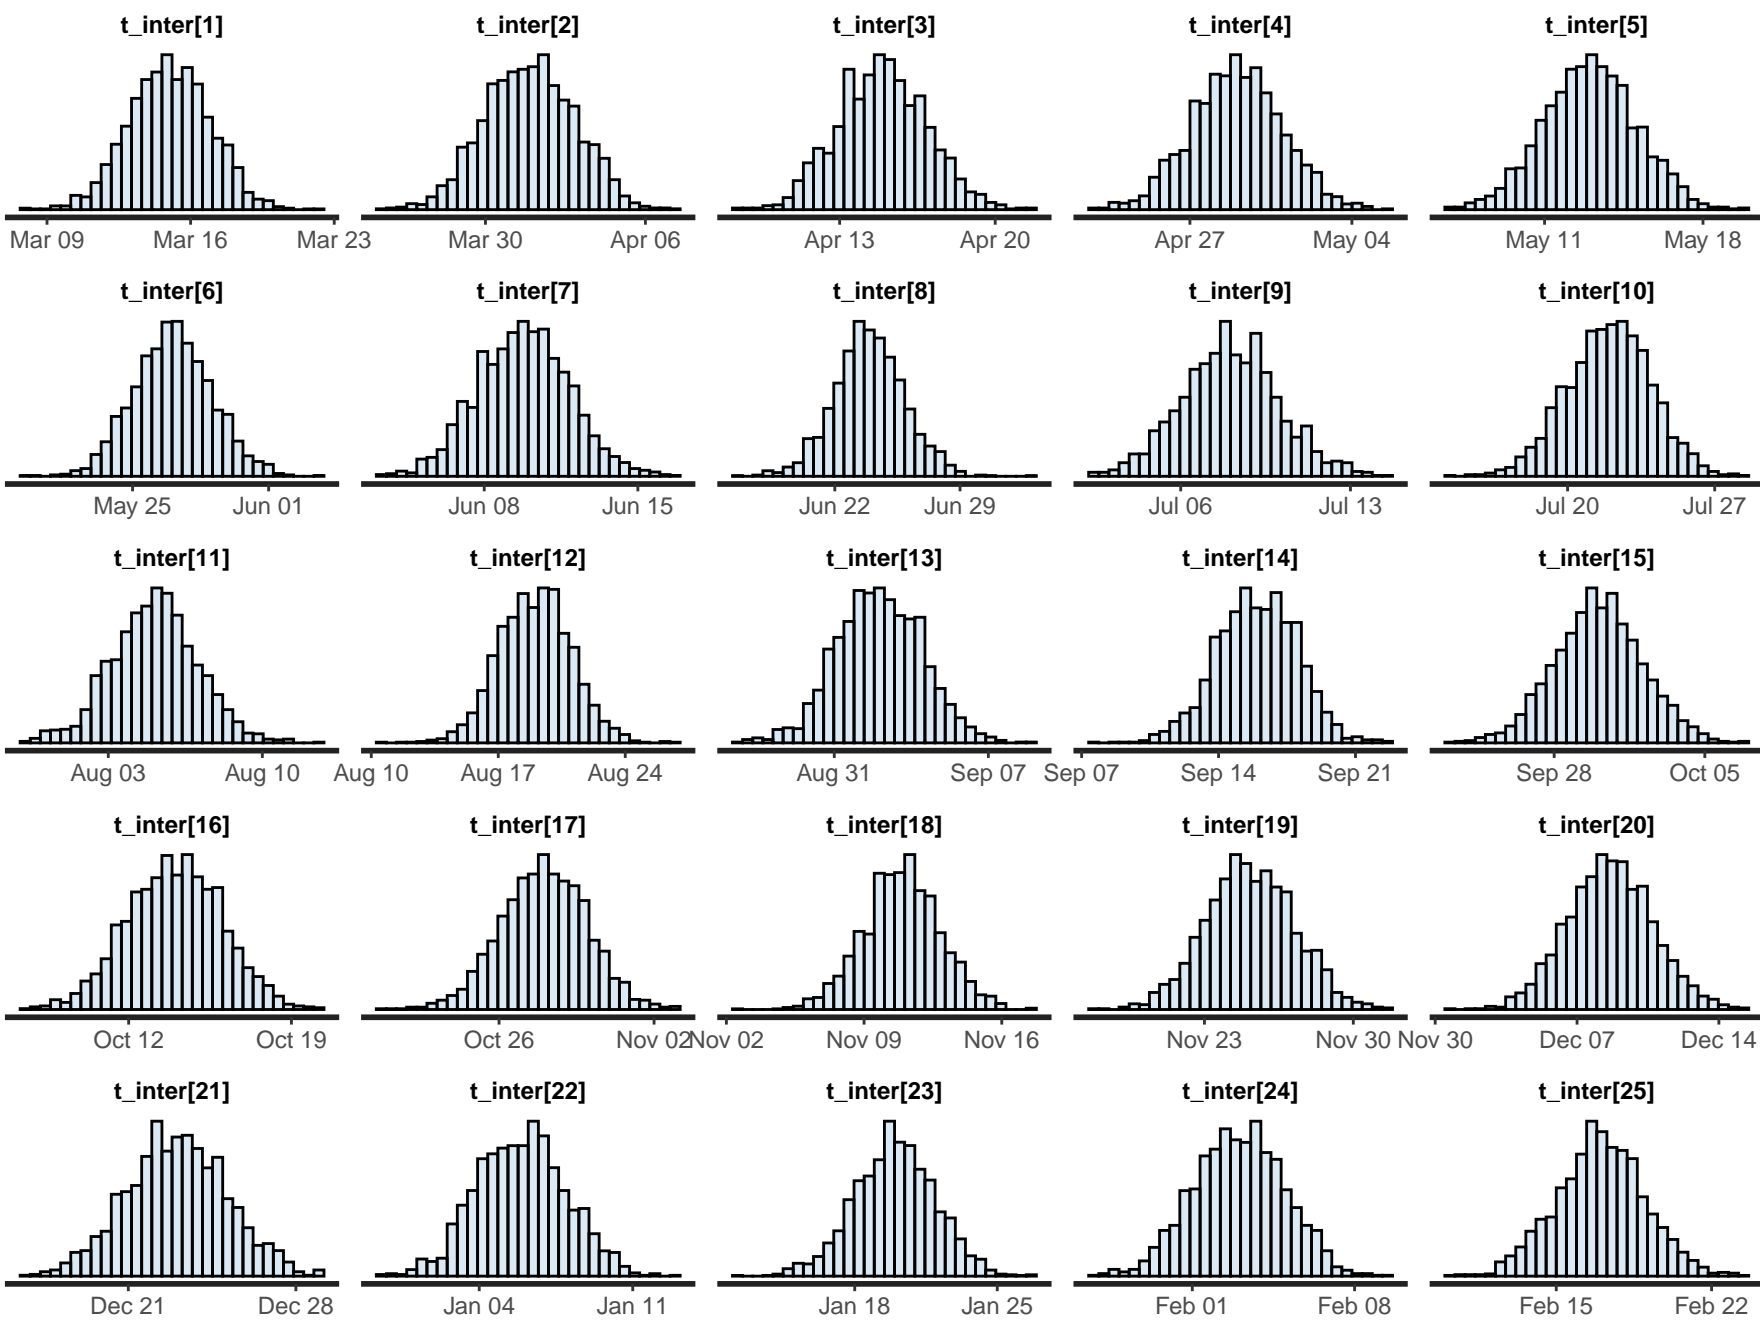 t_inter[1] t_inter[2] t_inter[3] t_inter[4] t_inter[5]
Mar 09 Mar 16 Mar 23 Mar 30 Apr 06 Apr 13 Apr 20 Apr 27 May 04 May 11 May 18
t_inter[6] t_inter[7] t_inter[8] t_inter[9] t_inter[10]
May 25 Jun 01 Jun 08 Jun 15 Jun 22 Jun 29 Jul 06 Jul 13 Jul 20 Jul 27
t_inter[11] t_inter[12] t_inter[13] t_inter[14] t_inter[15]
Aug 03 Aug 10 Aug 10 Aug 17 Aug 24 Aug 31 Sep 07 Sep 07 Sep 14 Sep 21 Sep 28 Oct 05
t_inter[16] t_inter[17] t_inter[18] t_inter[19] t_inter[20]
Oct 12 Oct 19 Oct 26 Nov 02 Nov 02 Nov 09 Nov 16 Nov 23 Nov 30 Nov 30 Dec 07 Dec 14
t_inter[21] t_inter[22] t_inter[23] t_inter[24] t_inter[25]
Dec 21 Dec 28 Jan 04 Jan 11 Jan 18 Jan 25 Feb 01 Feb 08 Feb 15 Feb 22